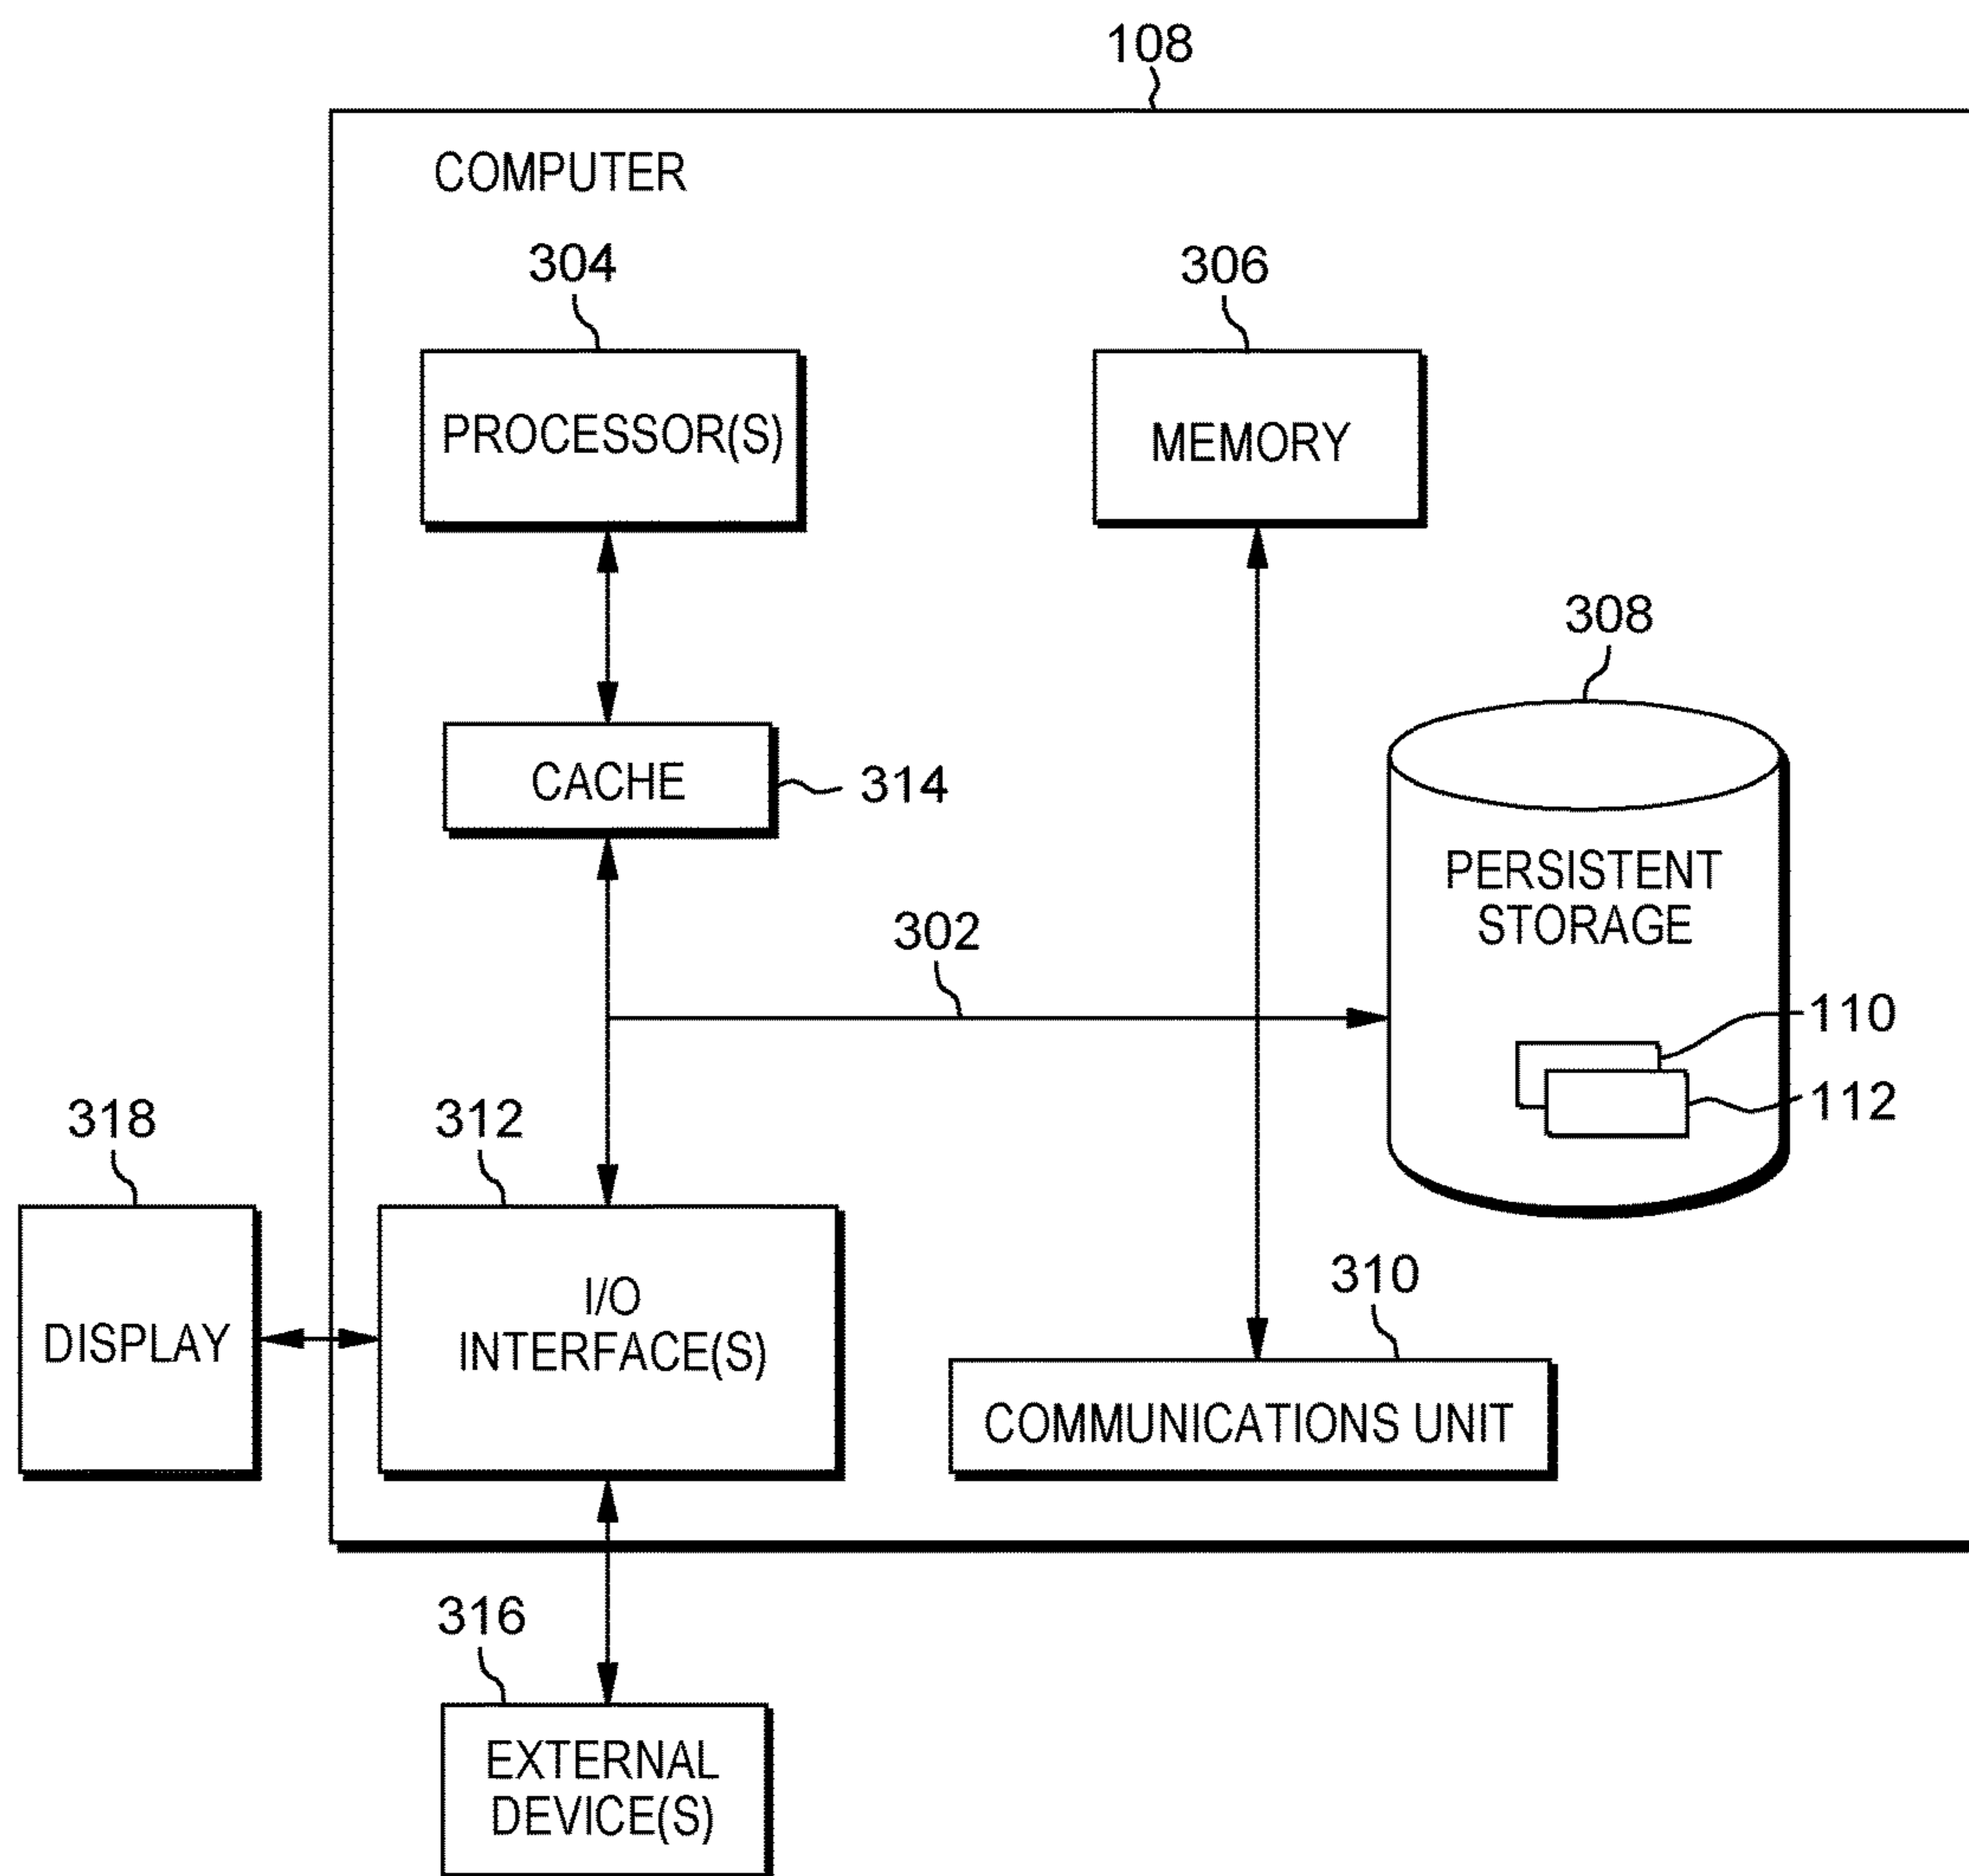 108
COMPUTER
304
306
PROCESSOR(S)
MEMORY
308
CACHE
314
PERSISTENT
STORAGE
302
110
112
318
312
310
DISPLAY
I/O
INTERFACE(S)
COMMUNICATIONS UNIT
316
EXTERNAL
DEVICE(S)